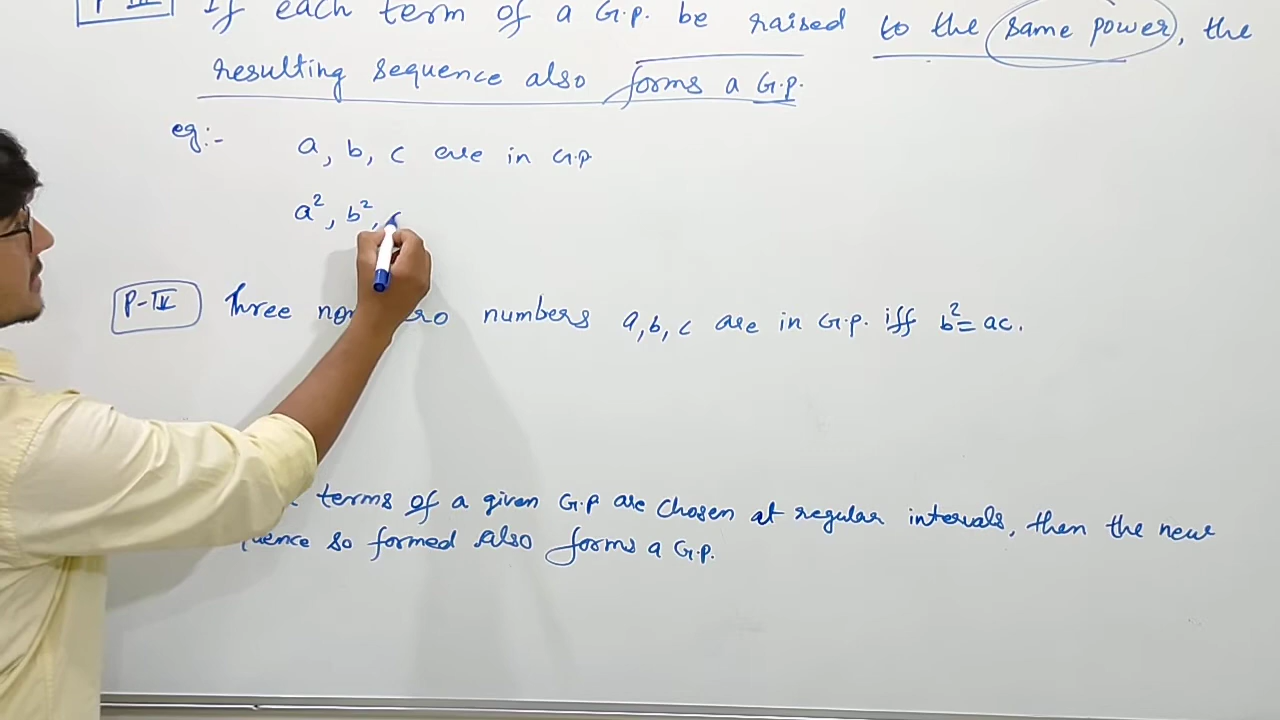 If each term of a G.P. be raised to the same power, the
resulting sequence also forms a G.P.
eg:- a, b, c are in G.P
a², b²,
P-IV Three numbers a, b, c are in G.P. iff b² = ac.
terms of a given G.P are chosen at regular intervals, then the new
so formed also forms a G.P.